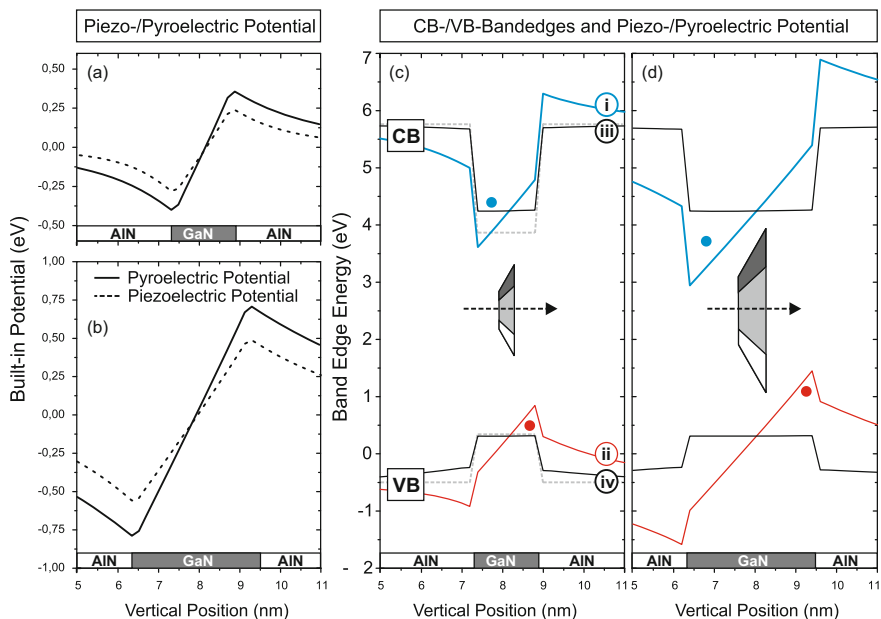 Piezo-/Pyroelectric Potential
CB-/VB-Bandedges and Piezo-/Pyroelectric Potential
Built-in Potential (eV)
(a)
0,50
0,25
0,00
-0,25
-0,50
AlN GaN AlN
1,00
0,75
0,50
0,25
0,00
-0,25
-0,50
-0,75
-1,00
Pyroelectric Potential
Piezoelectric Potential
(b)
AlN GaN AlN
5 6 7 8 9 10 11
Vertical Position (nm)
Band Edge Energy (eV)
7
6
5
4
3
2
1
0
-1
-
2
(c)
i
iii
CB
ii
iv
VB
AlN GaN AlN
5 6 7 8 9 10 11
Vertical Position (nm)
(d)
AlN GaN AlN
5 6 7 8 9 10 11
Vertical Position (nm)